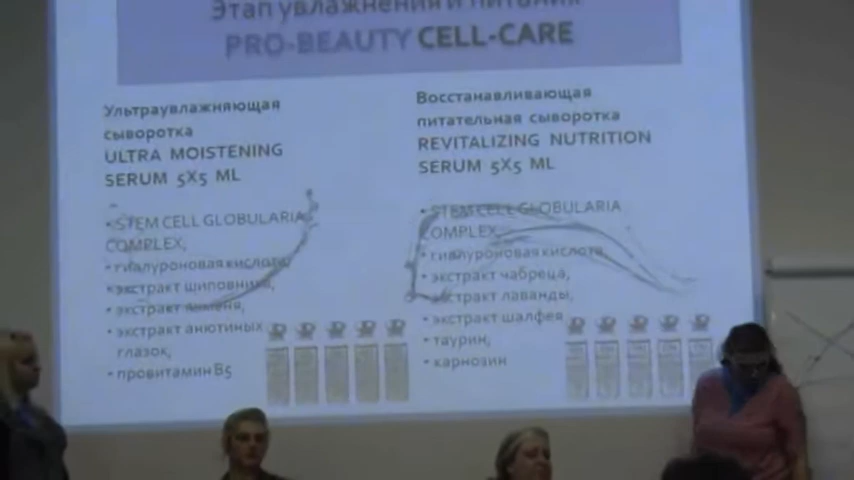 Этап увлажнения и питания
PRO-BEAUTY CELL-CARE
Ультраувлажняющая
сыворотка
ULTRA MOISTENING
SERUM 5X5 ML
• STEM CELL GLOBULARIA
COMPLEX,
• гиалуроновая кислота,
• экстракт шиповника,
• экстракт ячменя,
• экстракт анютиных
глазок,
• провитамин B5
Восстанавливающая
питательная сыворотка
REVITALIZING NUTRITION
SERUM 5X5 ML
• STEM CELL GLOBULARIA
COMPLEX,
• гиалуроновая кислота,
• экстракт чабреца,
• экстракт лаванды,
• экстракт шалфея
• таурин,
• карнозин